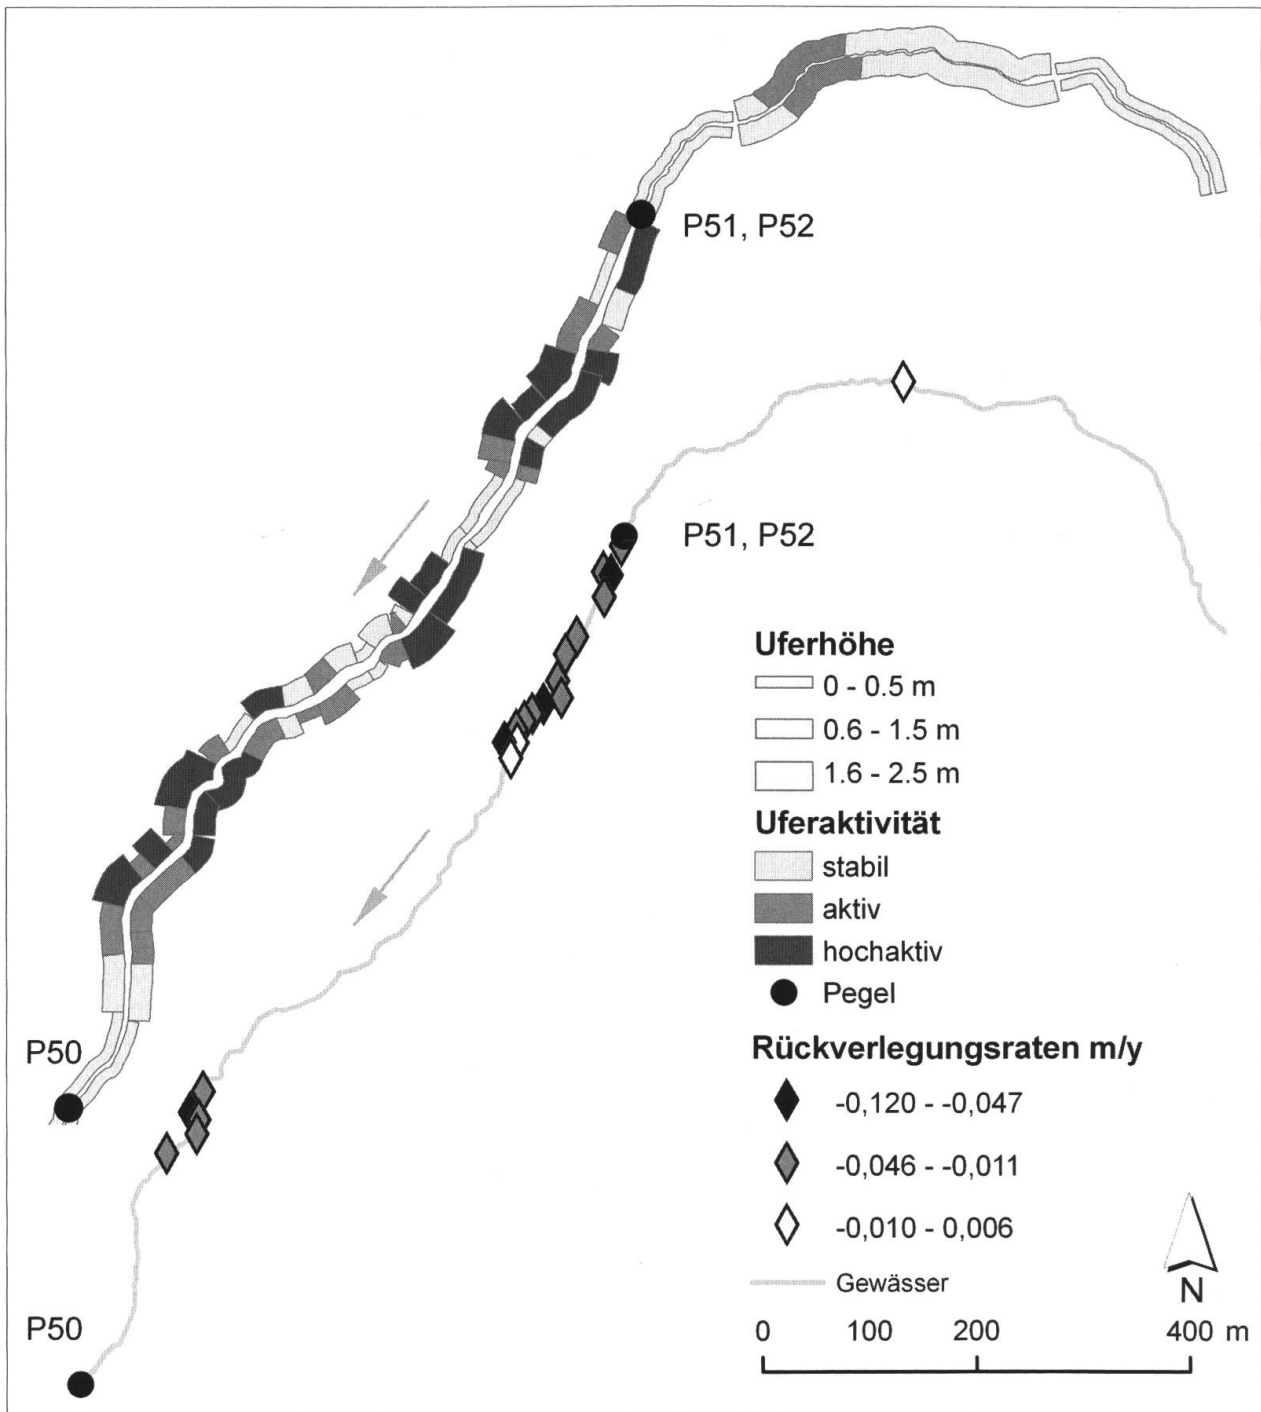 P51, P52
P51, P52
Uferhöhe
0 - 0.5 m
0.6 - 1.5 m
1.6 - 2.5 m
Uferaktivität
stabil
aktiv
hochaktiv
Pegel
P50
Rückverlegungsraten m/y
-0,120 - -0,047
-0,046 - -0,011
-0,010 - 0,006
Gewässer
N
P50
0 100 200 400 m